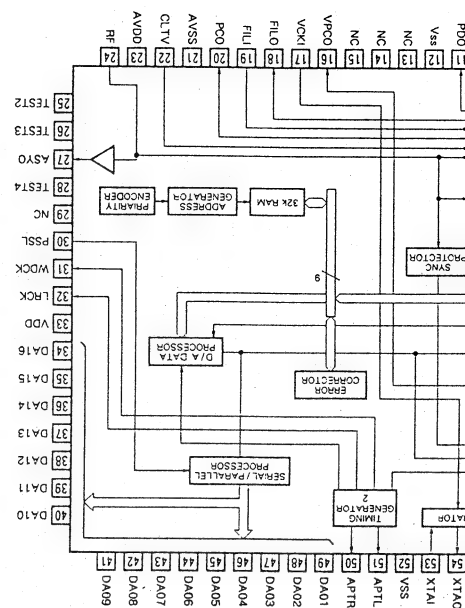 RF 24
AVDD 23
CLTV 22
AVSS 21
PCO 20
FILI 19
FILO 18
VCKI 17
VPCO 16
NC 15
NC 14
NC 13
Vss 12
PDO 11
TEST2 25
TEST3 26
ASYO 27
TEST4 28
NC 29
PSSL 30
WDCK 31
LRCK 32
VDD 33
DA16 34
DA15 35
DA14 36
DA13 37
DA12 38
DA11 39
DA10 40
PRIORITY
ENCODER
ADDRESS
GENERATOR
32k RAM
SYNC
PROTECTOR
9
D/A DATA
PROCESSOR
ERROR
CORRECTOR
SERIAL/PARALLEL
PROCESSOR
TIMING
GENERATOR
2
41 DA09
42 DA08
43 DA07
44 DA06
45 DA05
46 DA04
47 DA03
48 DA02
49 DA01
50 APTR
51 APTL
52 VSS
53 XTAI
54